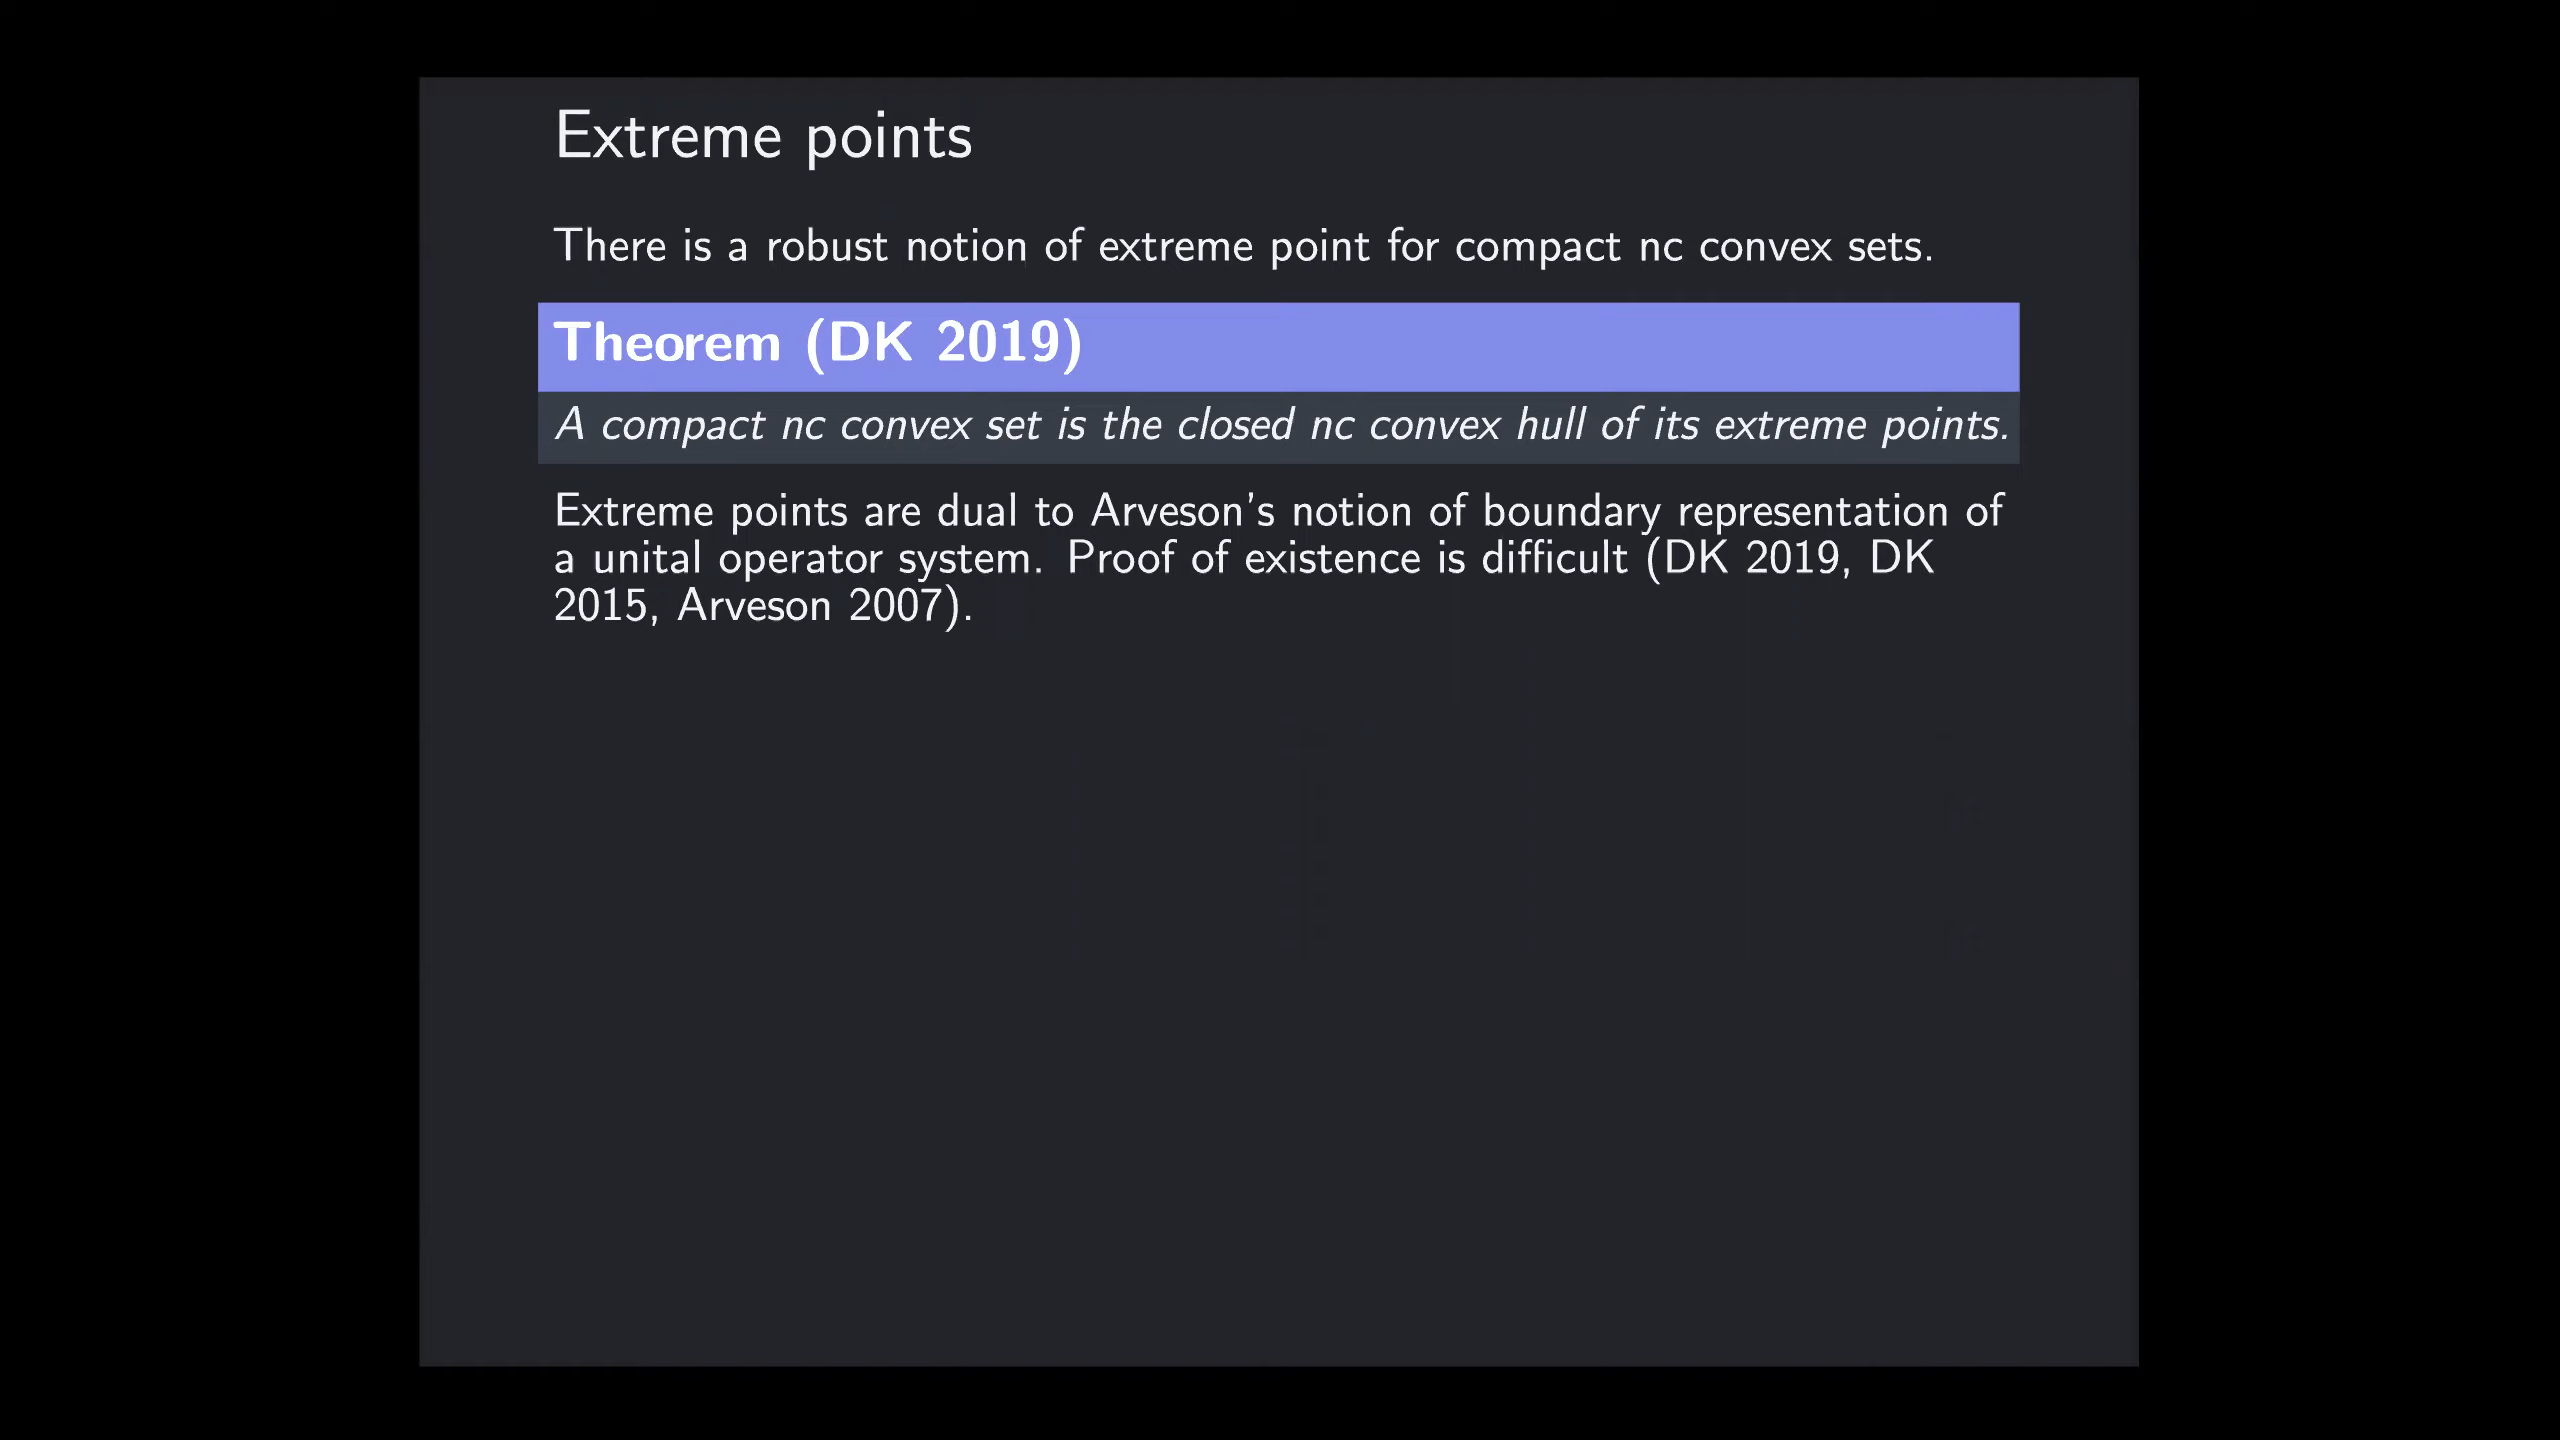 Extreme points
There is a robust notion of extreme point for compact nc convex sets.
Theorem (DK 2019)
A compact nc convex set is the closed nc convex hull of its extreme points.
Extreme points are dual to Arveson's notion of boundary representation of
a unital operator system. Proof of existence is difficult (DK 2019, DK
2015, Arveson 2007).